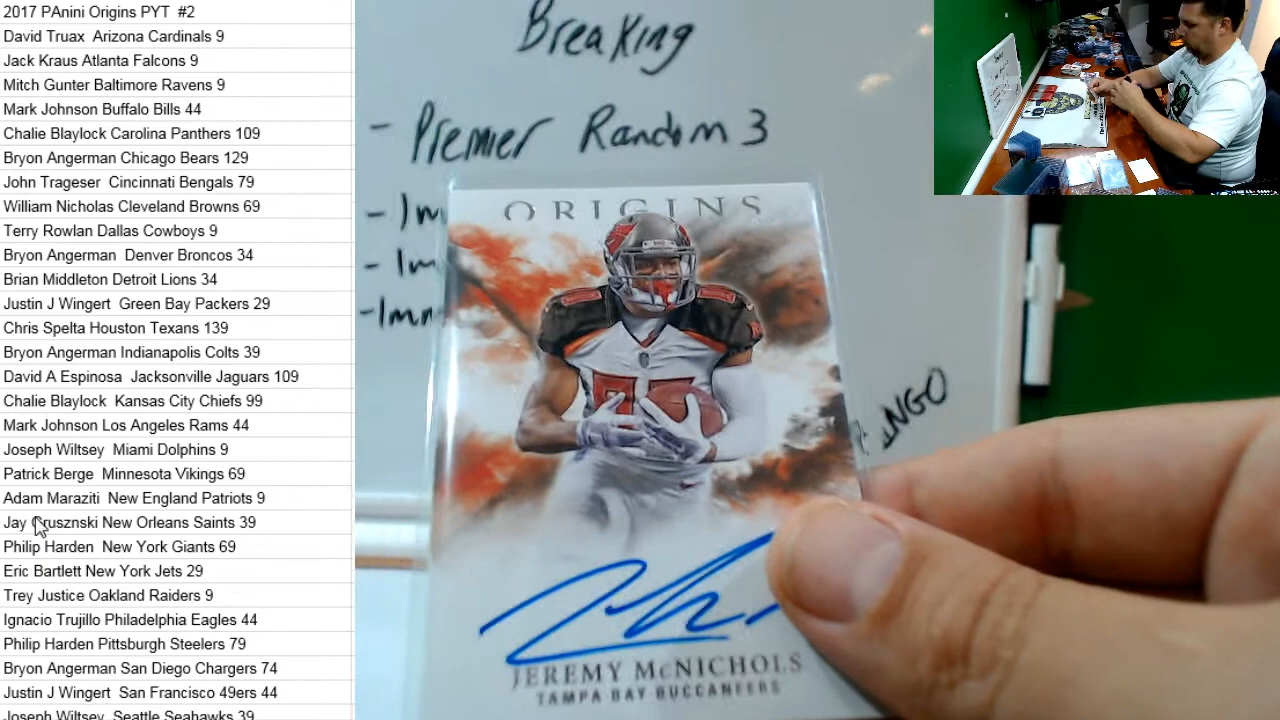 2017 PAnini Origins PYT #2
David Truax Arizona Cardinals 9
Jack Kraus Atlanta Falcons 9
Mitch Gunter Baltimore Ravens 9
Mark Johnson Buffalo Bills 44
Chalie Blaylock Carolina Panthers 109
Bryon Angerman Chicago Bears 129
John Trageser Cincinnati Bengals 79
William Nicholas Cleveland Browns 69
Terry Rowlan Dallas Cowboys 9
Bryon Angerman Denver Broncos 34
Brian Middleton Detroit Lions 34
Justin J Wingert Green Bay Packers 29
Chris Spelta Houston Texans 139
Bryon Angerman Indianapolis Colts 39
David A Espinosa Jacksonville Jaguars 109
Chalie Blaylock Kansas City Chiefs 99
Mark Johnson Los Angeles Rams 44
Joseph Wiltsey Miami Dolphins 9
Patrick Berge Minnesota Vikings 69
Adam Maraziti New England Patriots 9
Jay Grusznski New Orleans Saints 39
Philip Harden New York Giants 69
Eric Bartlett New York Jets 29
Trey Justice Oakland Raiders 9
Ignacio Trujillo Philadelphia Eagles 44
Philip Harden Pittsburgh Steelers 79
Bryon Angerman San Diego Chargers 74
Justin J Wingert San Francisco 49ers 44
Joseph Wiltsey Seattle Seahawks 39
Breaking
- Premier Random 3
ORIGINS
JEREMY McNICHOLS
TAMPA BAY BUCCANEERS